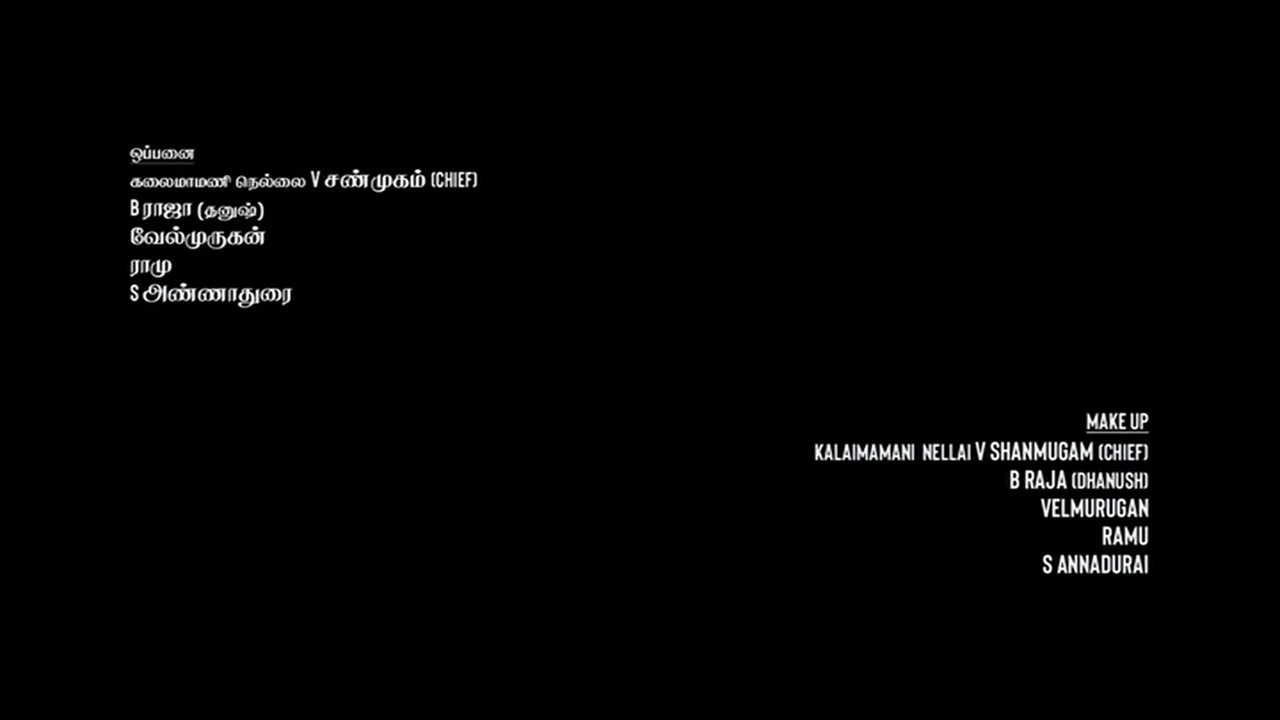 ஒப்பனை
கலைமாமணி நெல்லை V சண்முகம் (CHIEF)
B ராஜா (தனுஷ்)
வேல்முருகன்
ராமு
S அண்ணாதுரை
MAKE UP
KALAIMAMANI NELLAI V SHANMUGAM (CHIEF)
B RAJA (DHANUSH)
VELMURUGAN
RAMU
S ANNADURAI